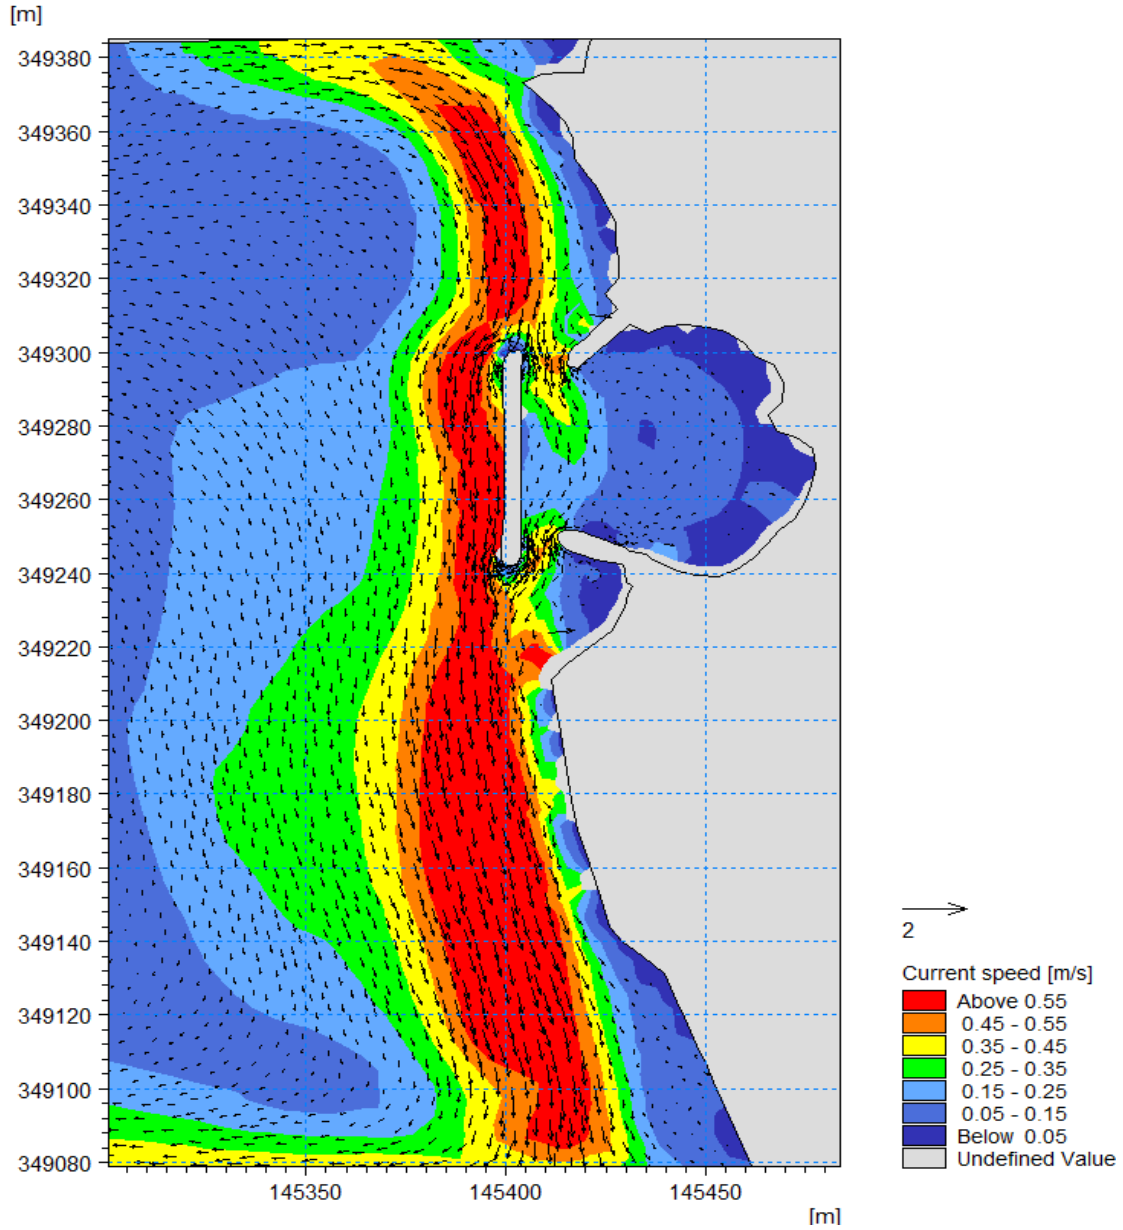 [m]
349380
349360
349340
349320
349300
349280
349260
349240
349220
349200
349180
349160
349140
349120
349100
349080
145350 145400 145450
[m]
2
Current speed [m/s]
Above 0.55
0.45 - 0.55
0.35 - 0.45
0.25 - 0.35
0.15 - 0.25
0.05 - 0.15
Below 0.05
Undefined Value